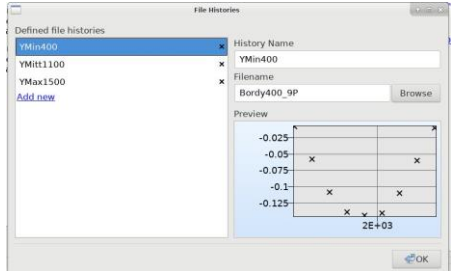 File Histories
Defined file histories
YMin400
YMitt1100
YMax1500
Add new
History Name
YMin400
Filename
Bordy400_9P
Browse
Preview
-0.025
-0.05
-0.075
-0.1
-0.125
2E+03
OK